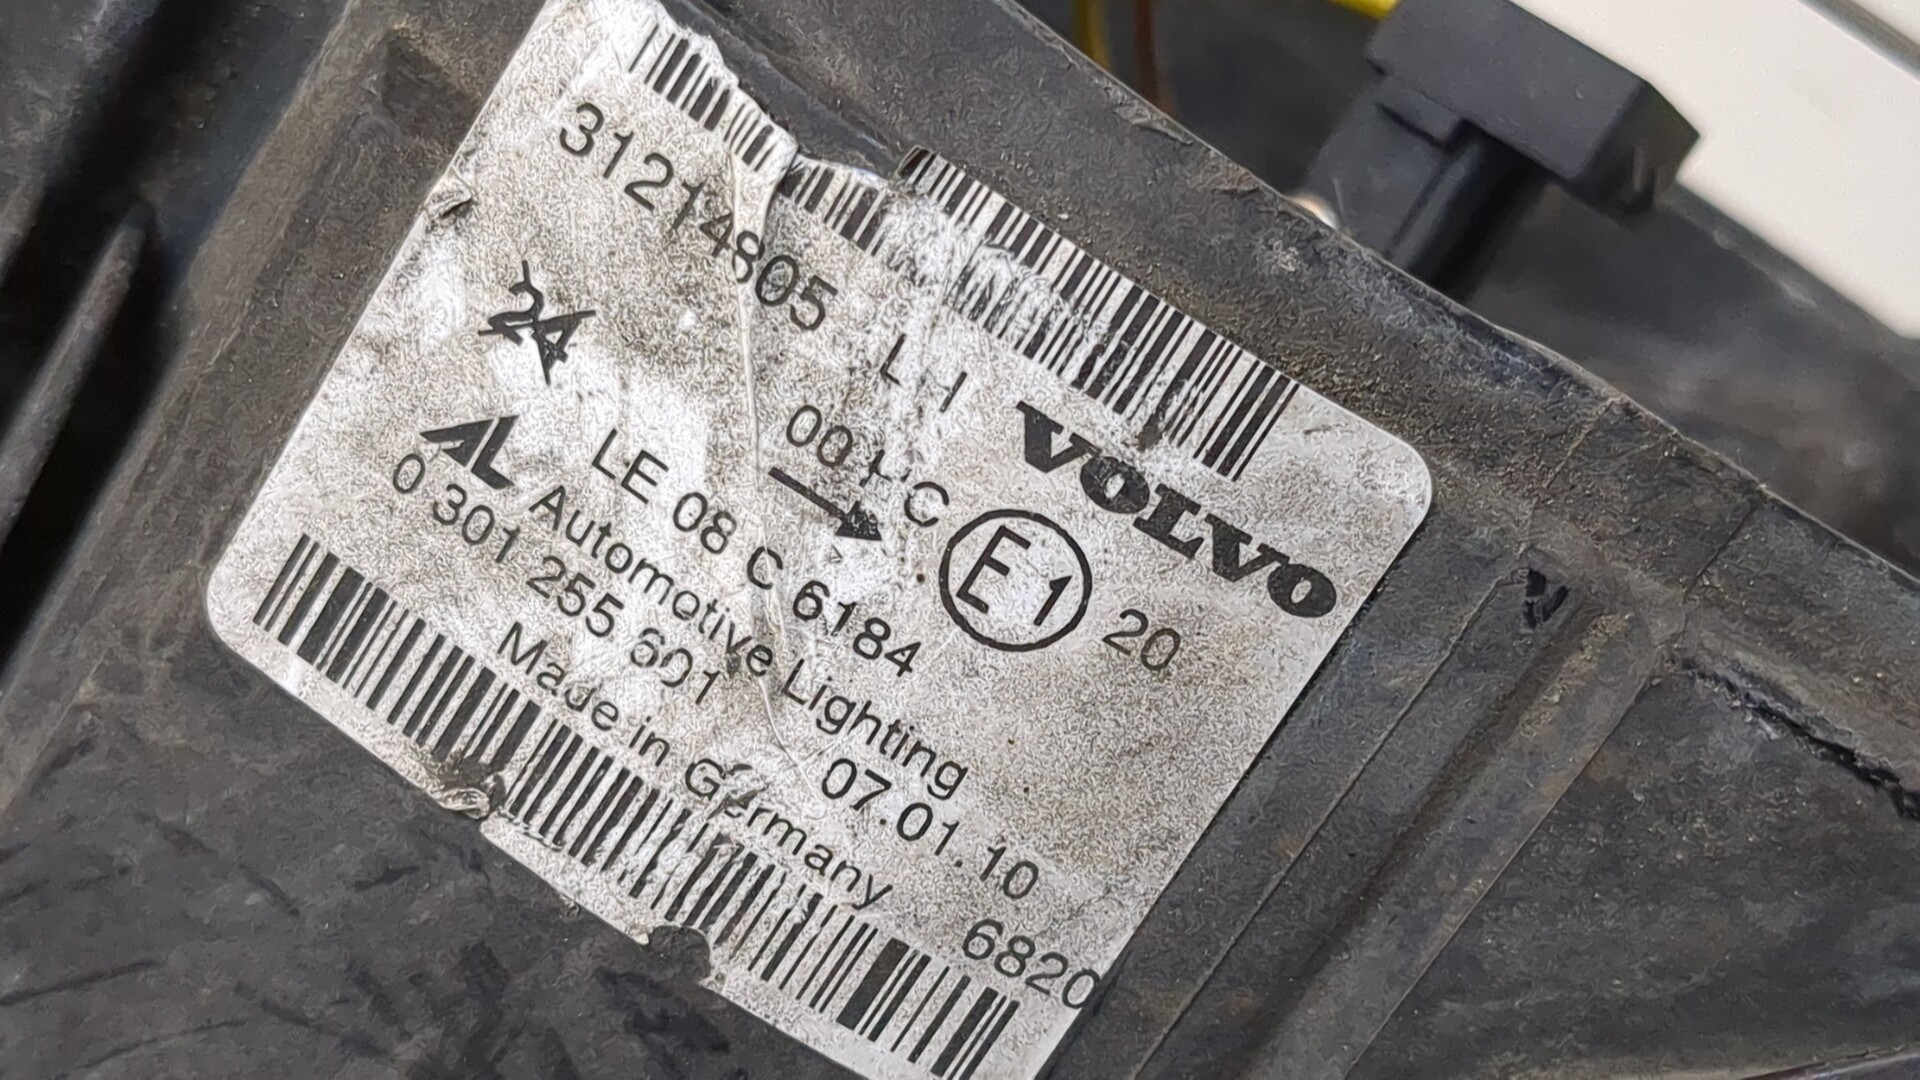 31214805 LH
VOLVO
24
00 HC
E1 20
LE 08 C 6184
AL Automotive Lighting
0 301 255 601 07.01.10
Made in Germany 6820